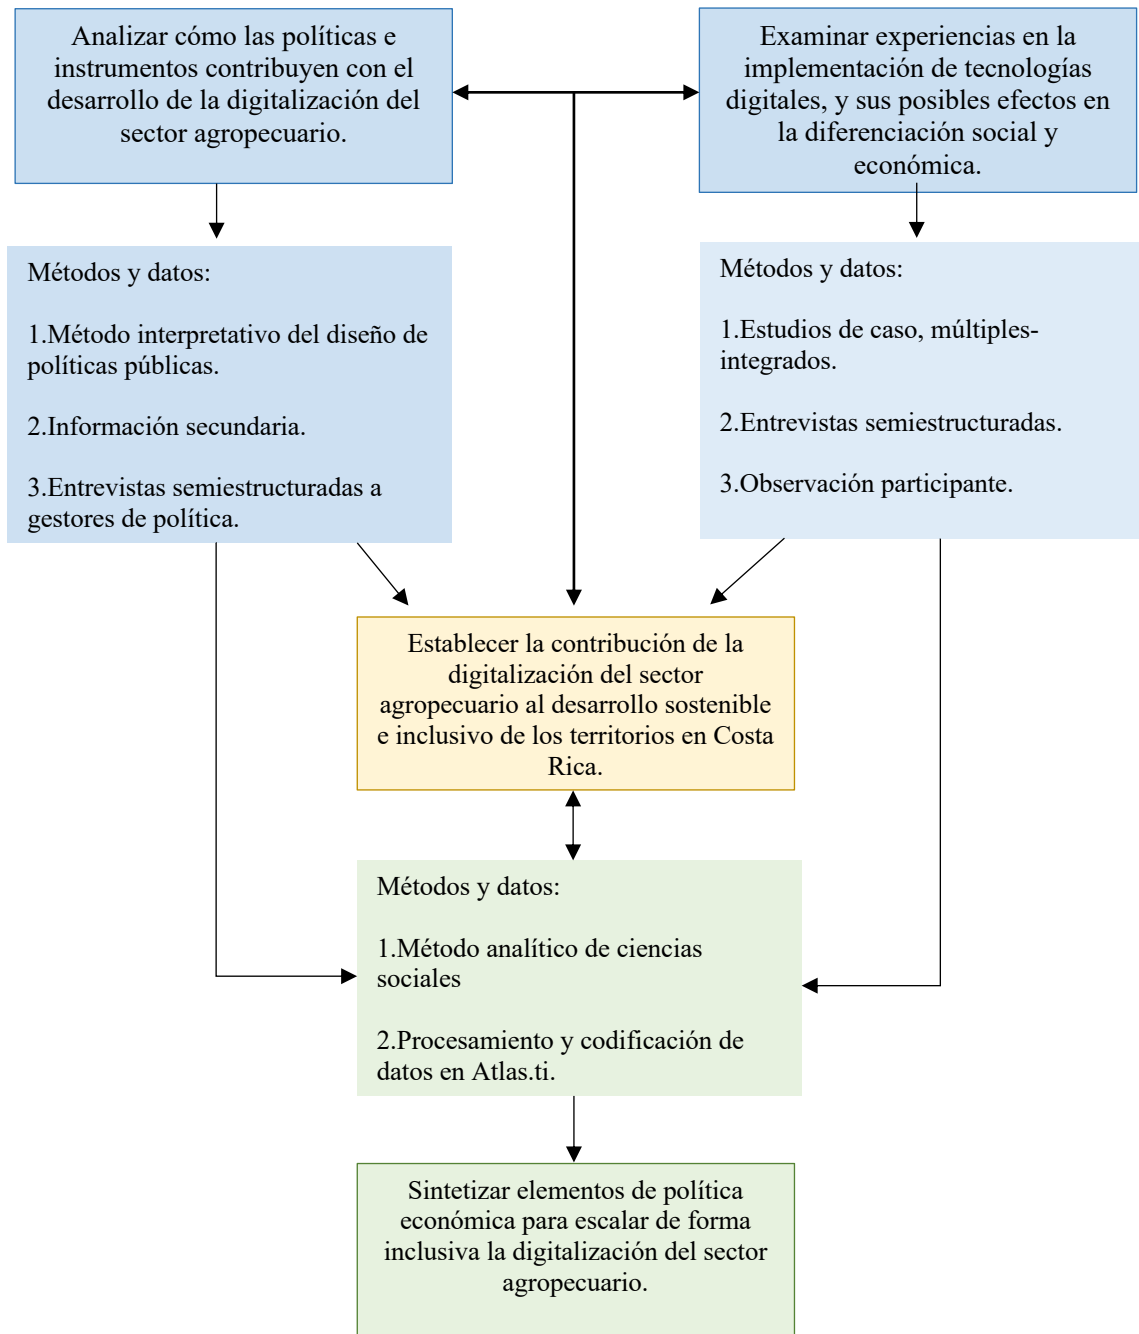 Analizar cómo las políticas e
instrumentos contribuyen con el
desarrollo de la digitalización del
sector agropecuario.
Examinar experiencias en la
implementación de tecnologías
digitales, y sus posibles efectos en
la diferenciación social y
económica.
Métodos y datos:
1.Método interpretativo del diseño de
políticas públicas.
2.Información secundaria.
3.Entrevistas semiestructuradas a
gestores de política.
Métodos y datos:
1.Estudios de caso, múltiples-
integrados.
2.Entrevistas semiestructuradas.
3.Observación participante.
Establecer la contribución de la
digitalización del sector
agropecuario al desarrollo sostenible
e inclusivo de los territorios en Costa
Rica.
Métodos y datos:
1.Método analítico de ciencias
sociales
2.Procesamiento y codificación de
datos en Atlas.ti.
Sintetizar elementos de política
económica para escalar de forma
inclusiva la digitalización del sector
agropecuario.